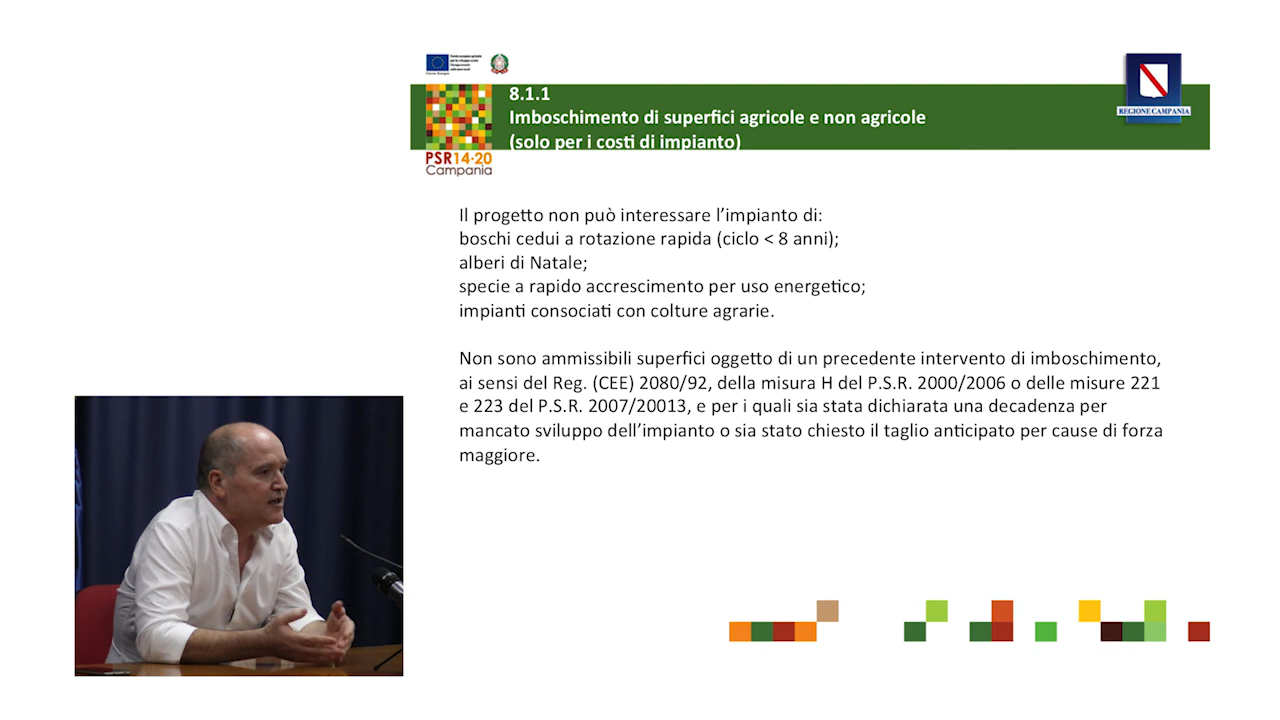 8.1.1
Imboschimento di superfici agricole e non agricole
(solo per i costi di impianto)
REGIONE CAMPANIA
PSR14·20
Campania
Il progetto non può interessare l’impianto di:
boschi cedui a rotazione rapida (ciclo < 8 anni);
alberi di Natale;
specie a rapido accrescimento per uso energetico;
impianti consociati con colture agrarie.
Non sono ammissibili superfici oggetto di un precedente intervento di imboschimento,
ai sensi del Reg. (CEE) 2080/92, della misura H del P.S.R. 2000/2006 o delle misure 221
e 223 del P.S.R. 2007/20013, e per i quali sia stata dichiarata una decadenza per
mancato sviluppo dell’impianto o sia stato chiesto il taglio anticipato per cause di forza
maggiore.